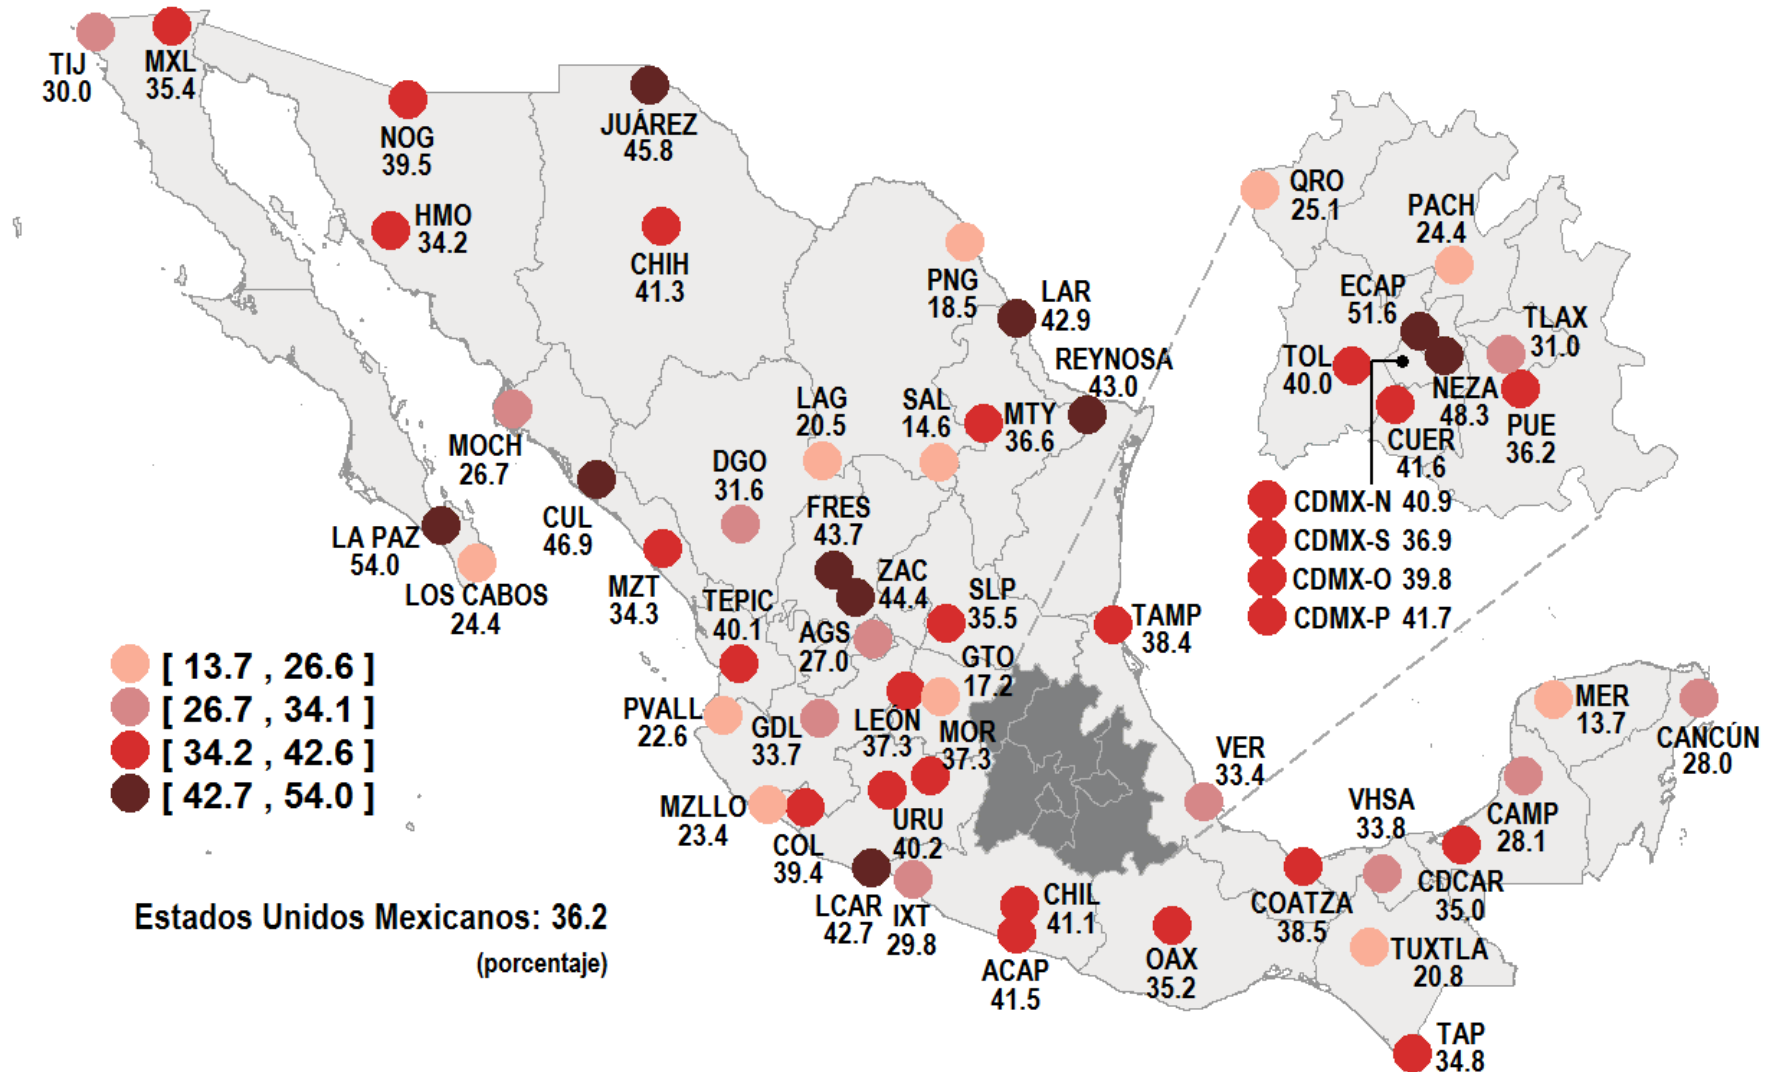 TIJ
30.0
MXL
35.4
NOG
39.5
HMO
34.2
JUÁREZ
45.8
CHIH
41.3
PNG
18.5
LAR
42.9
REYNOSA
43.0
LAG
20.5
SAL
14.6
MTY
36.6
MOCH
26.7
DGO
31.6
FRES
43.7
CUL
46.9
LA PAZ
54.0
LOS CABOS
24.4
MZT
34.3
ZAC
44.4
SLP
35.5
TEPIC
40.1
AGS
27.0
GTO
17.2
TAMP
38.4
PVALL
22.6
GDL
33.7
LEÓN
37.3
MOR
37.3
MZLLO
23.4
COL
39.4
URU
40.2
LCAR
42.7
IXT
29.8
CHIL
41.1
ACAP
41.5
OAX
35.2
VER
33.4
COATZA
38.5
VHSA
33.8
CDCAR
35.0
CAMP
28.1
MER
13.7
CANCÚN
28.0
TUXTLA
20.8
TAP
34.8
QRO
25.1
PACH
24.4
ECAP
51.6
TLAX
31.0
TOL
40.0
NEZA
48.3
CUER
41.6
PUE
36.2
CDMX-N 40.9
CDMX-S 36.9
CDMX-O 39.8
CDMX-P 41.7
[ 13.7 , 26.6 ]
[ 26.7 , 34.1 ]
[ 34.2 , 42.6 ]
[ 42.7 , 54.0 ]
Estados Unidos Mexicanos: 36.2
(porcentaje)